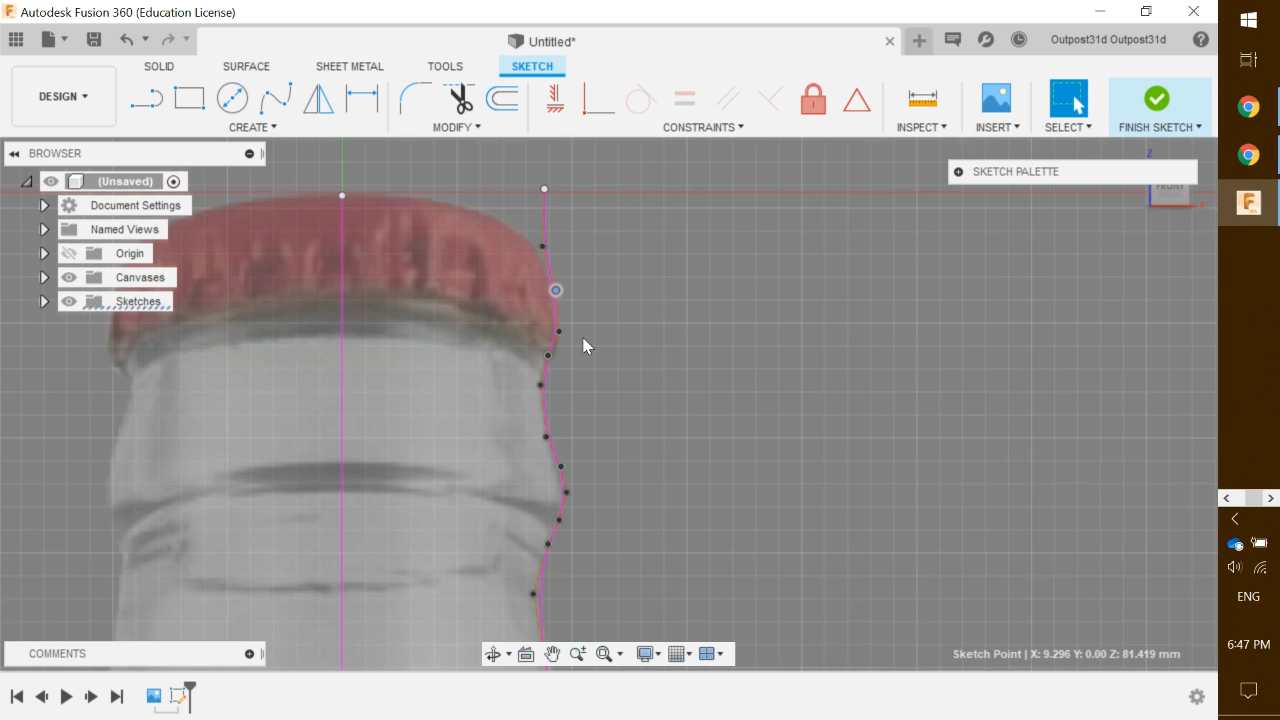 Autodesk Fusion 360 (Education License)
Untitled*
Outpost31d Outpost31d
SOLID SURFACE SHEET METAL TOOLS SKETCH
DESIGN
CREATE MODIFY CONSTRAINTS INSPECT INSERT SELECT FINISH SKETCH
BROWSER
(Unsaved)
Document Settings
Named Views
Origin
Canvases
Sketches
SKETCH PALETTE
Z
FRONT
COMMENTS
Sketch Point | X: 9.296 Y: 0.00 Z: 81.419 mm
ENG
6:47 PM